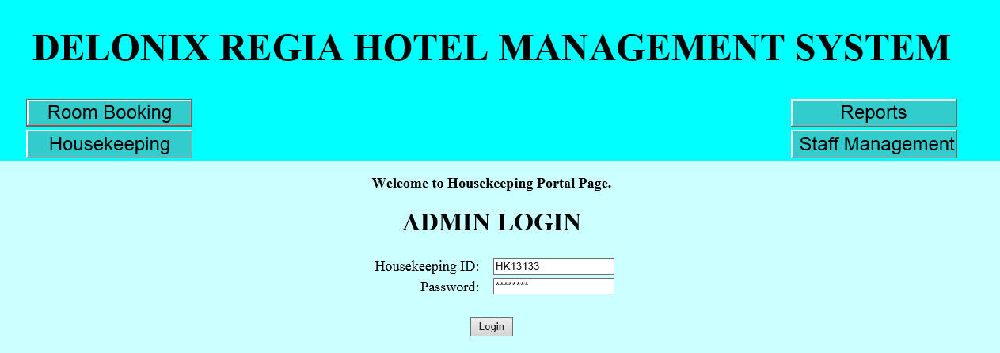 DELONIX REGIA HOTEL MANAGEMENT SYSTEM
Room Booking
Reports
Housekeeping
Staff Management
Welcome to Housekeeping Portal Page.
ADMIN LOGIN
Housekeeping ID: HK13133
Password: ********
Login